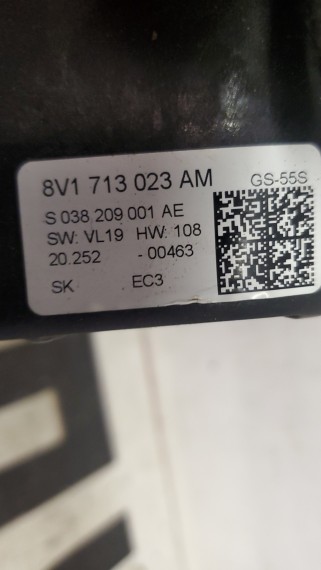 8V1 713 023 AM GS-55S
S 038 209 001 AE
SW: VL19 HW: 108
20.252 - 00463
SK EC3